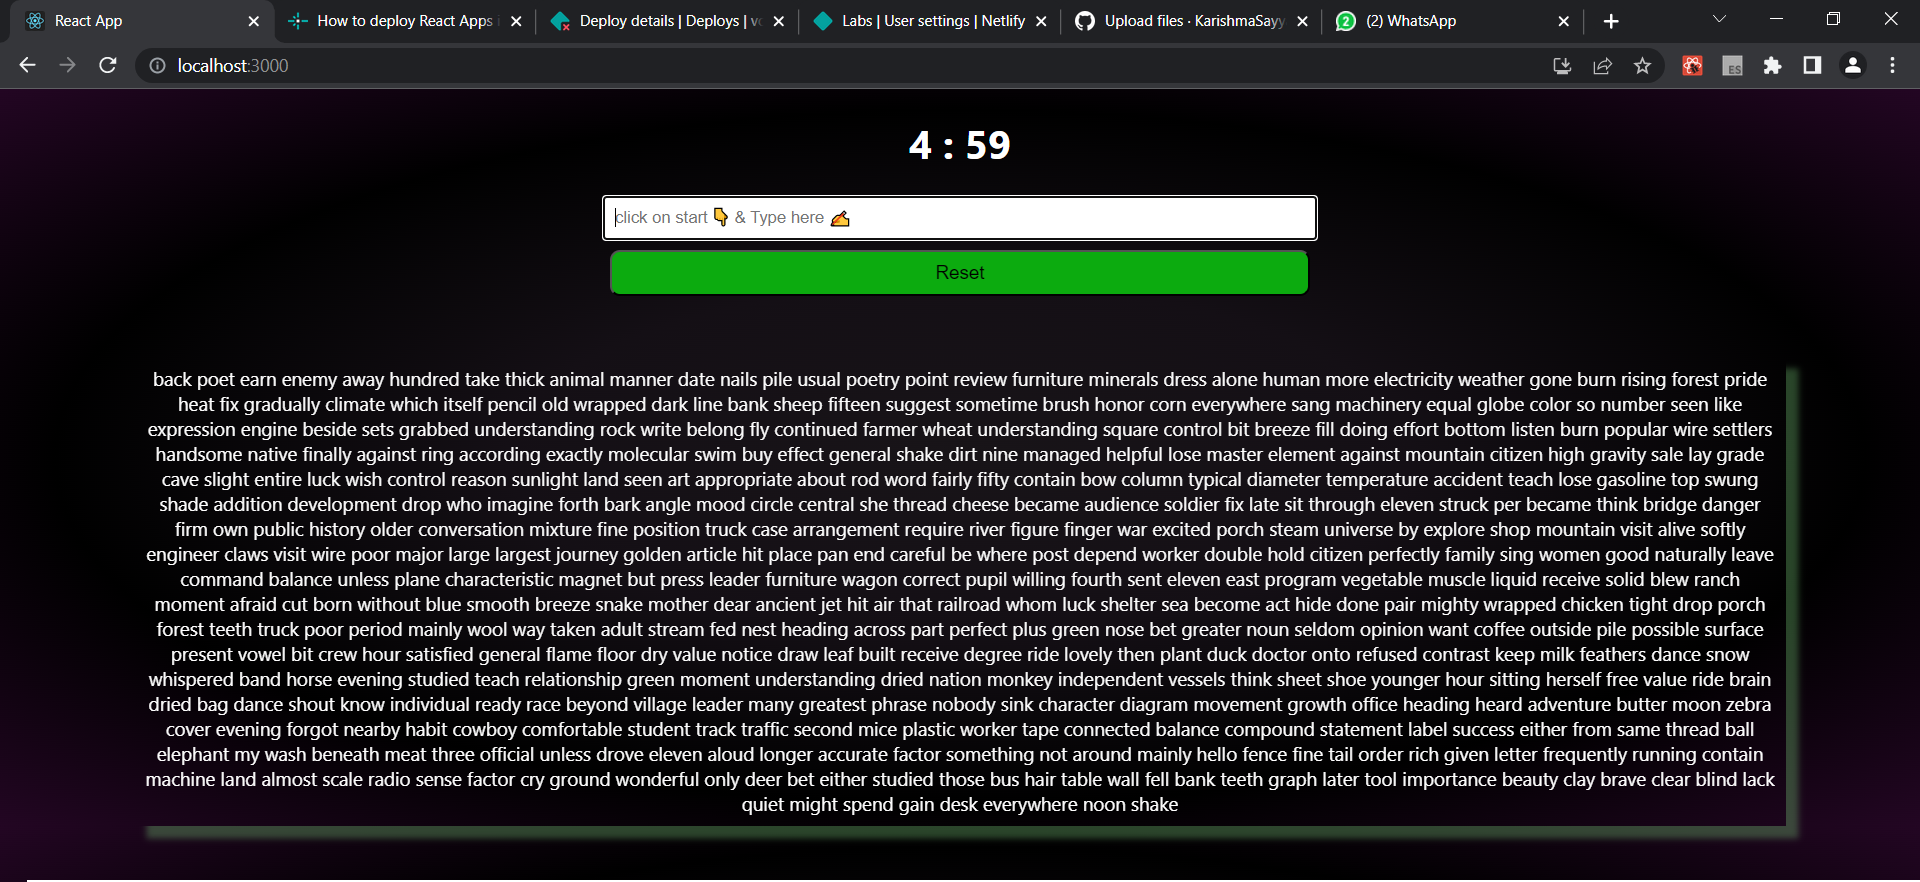 React App
How to deploy React Apps
Deploy details | Deploys |
Labs | User settings | Netlify
Upload files · KarishmaSayy
2
(2) WhatsApp
localhost:3000
ES
4 : 59
click on start 👇 & Type here ✍
Reset
back poet earn enemy away hundred take thick animal manner date nails pile usual poetry point review furniture minerals dress alone human more electricity weather gone burn rising forest pride
heat fix gradually climate which itself pencil old wrapped dark line bank sheep fifteen suggest sometime brush honor corn everywhere sang machinery equal globe color so number seen like
expression engine beside sets grabbed understanding rock write belong fly continued farmer wheat understanding square control bit breeze fill doing effort bottom listen burn popular wire settlers
handsome native finally against ring according exactly molecular swim buy effect general shake dirt nine managed helpful lose master element against mountain citizen high gravity sale lay grade
cave slight entire luck wish control reason sunlight land seen art appropriate about rod word fairly fifty contain bow column typical diameter temperature accident teach lose gasoline top swung
shade addition development drop who imagine forth bark angle mood circle central she thread cheese became audience soldier fix late sit through eleven struck per became think bridge danger
firm own public history older conversation mixture fine position truck case arrangement require river figure finger war excited porch steam universe by explore shop mountain visit alive softly
engineer claws visit wire poor major large largest journey golden article hit place pan end careful be where post depend worker double hold citizen perfectly family sing women good naturally leave
command balance unless plane characteristic magnet but press leader furniture wagon correct pupil willing fourth sent eleven east program vegetable muscle liquid receive solid blew ranch
moment afraid cut born without blue smooth breeze snake mother dear ancient jet hit air that railroad whom luck shelter sea become act hide done pair mighty wrapped chicken tight drop porch
forest teeth truck poor period mainly wool way taken adult stream fed nest heading across part perfect plus green nose bet greater noun seldom opinion want coffee outside pile possible surface
present vowel bit crew hour satisfied general flame floor dry value notice draw leaf built receive degree ride lovely then plant duck doctor onto refused contrast keep milk feathers dance snow
whispered band horse evening studied teach relationship green moment understanding dried nation monkey independent vessels think sheet shoe younger hour sitting herself free value ride brain
dried bag dance shout know individual ready race beyond village leader many greatest phrase nobody sink character diagram movement growth office heading heard adventure butter moon zebra
cover evening forgot nearby habit cowboy comfortable student track traffic second mice plastic worker tape connected balance compound statement label success either from same thread ball
elephant my wash beneath meat three official unless drove eleven aloud longer accurate factor something not around mainly hello fence fine tail order rich given letter frequently running contain
machine land almost scale radio sense factor cry ground wonderful only deer bet either studied those bus hair table wall fell bank teeth graph later tool importance beauty clay brave clear blind lack
quiet might spend gain desk everywhere noon shake